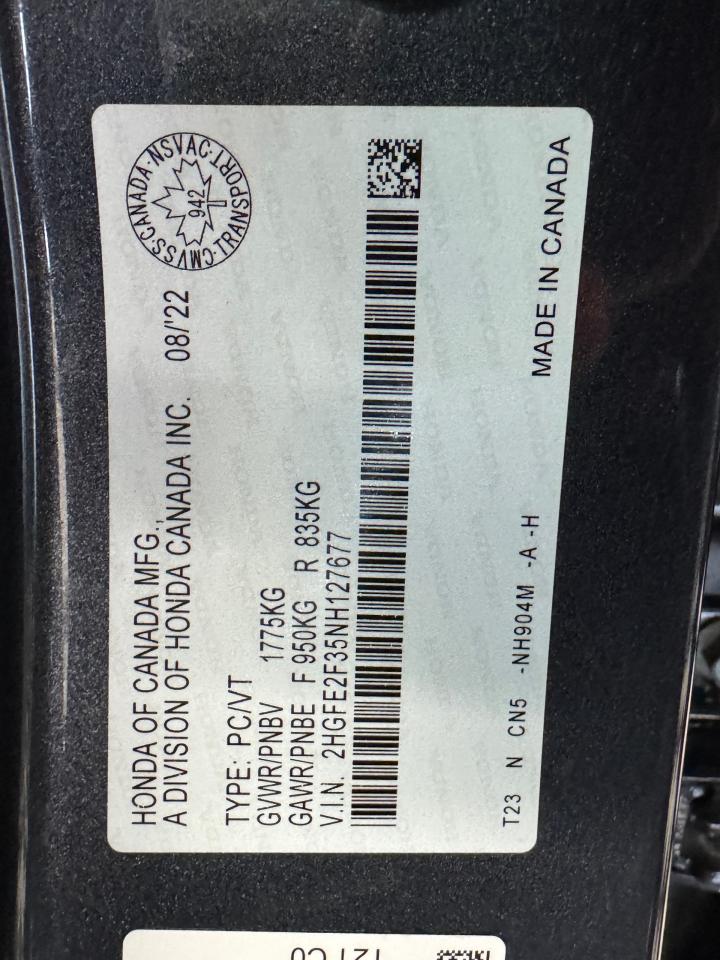 HONDA OF CANADA MFG.,
A DIVISION OF HONDA CANADA INC. 08/'22
CMVSS·CANADA·NSVAC·TRANSPORT·
942
TYPE: PC/VT
GVWR/PNBV 1775KG
GAWR/PNBE F 950KG R 835KG
V.I.N. 2HGFE2F35NH127677
T23 N CN5 -NH904M -A -H
MADE IN CANADA